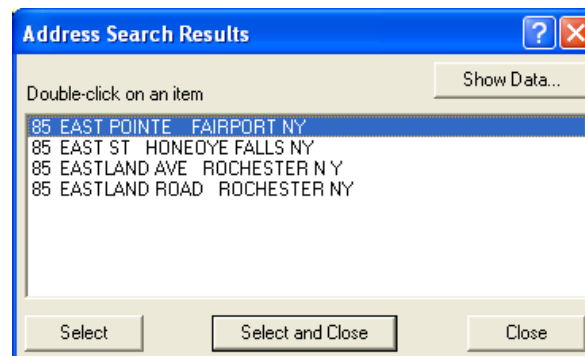 Address Search Results
Show Data...
Double-click on an item
85 EAST POINTE FAIRPORT NY
85 EAST ST HONEOYE FALLS NY
85 EASTLAND AVE ROCHESTER N Y
85 EASTLAND ROAD ROCHESTER NY
Select Select and Close Close